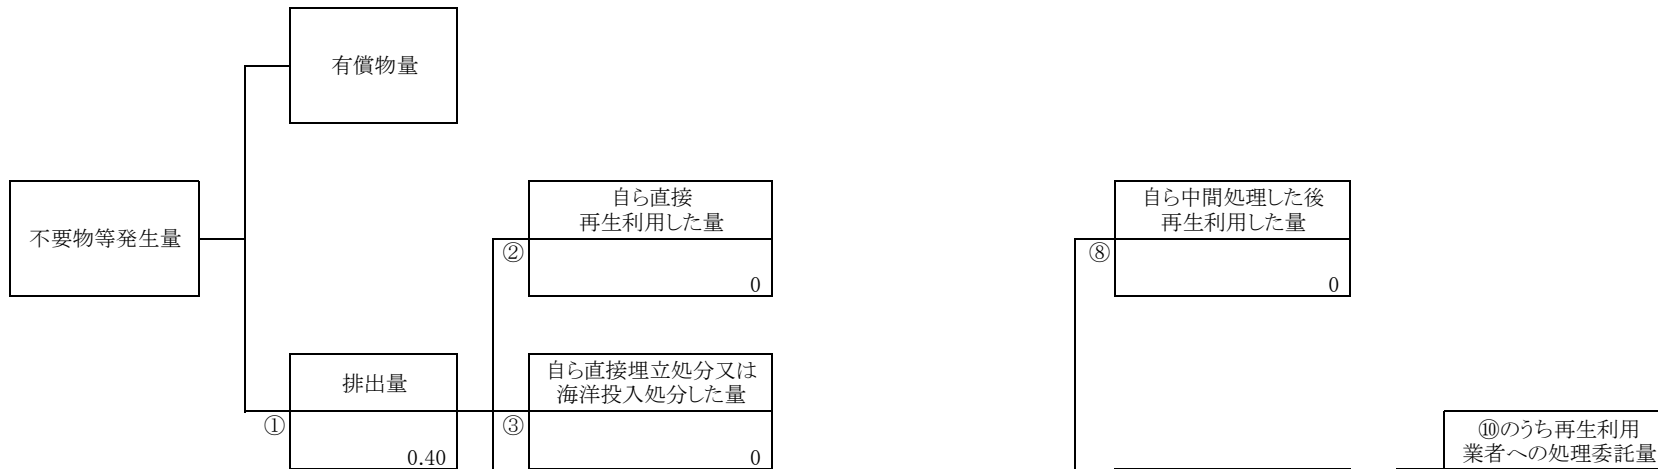 有償物量
不要物等発生量
自ら直接
再生利用した量
②
0
自ら中間処理した後
再生利用した量
⑧
0
排出量
①
0.40
自ら直接埋立処分又は
海洋投入処分した量
③
0
⑩のうち再生利用
業者への処理委託量